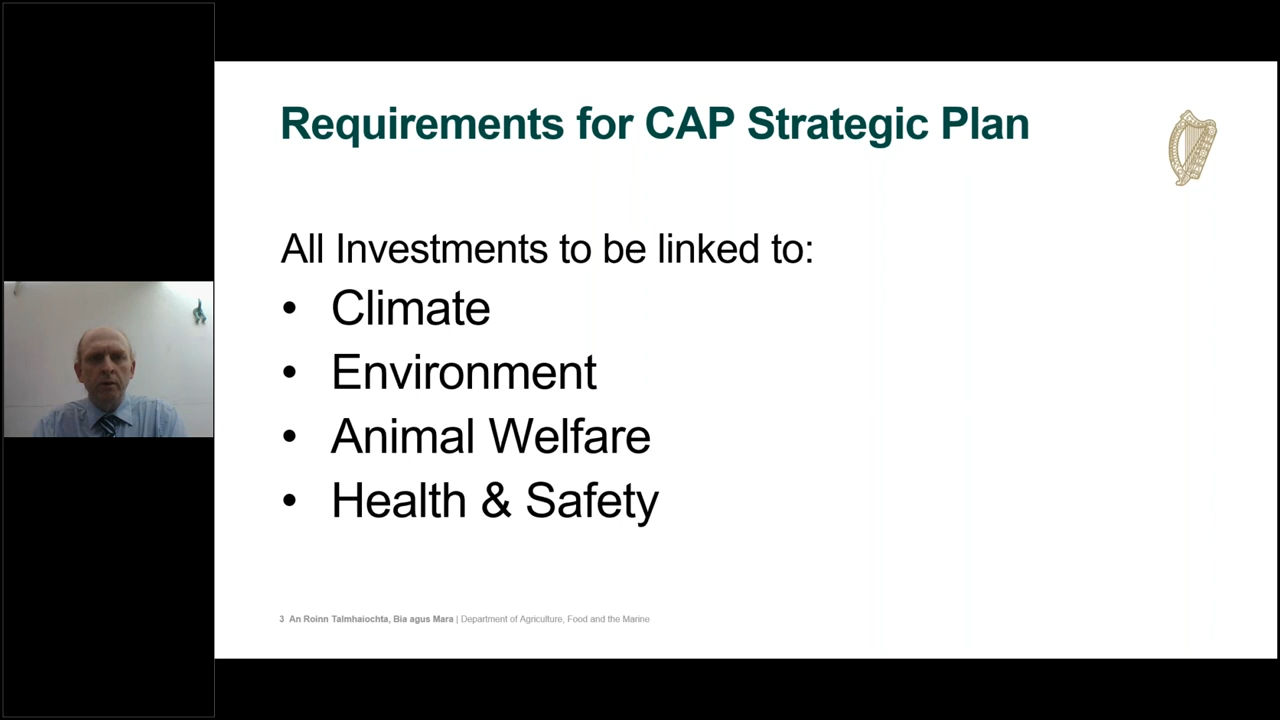 Requirements for CAP Strategic Plan
All Investments to be linked to:
• Climate
• Environment
• Animal Welfare
• Health & Safety
3 An Roinn Talmhaíochta, Bia agus Mara | Department of Agriculture, Food and the Marine